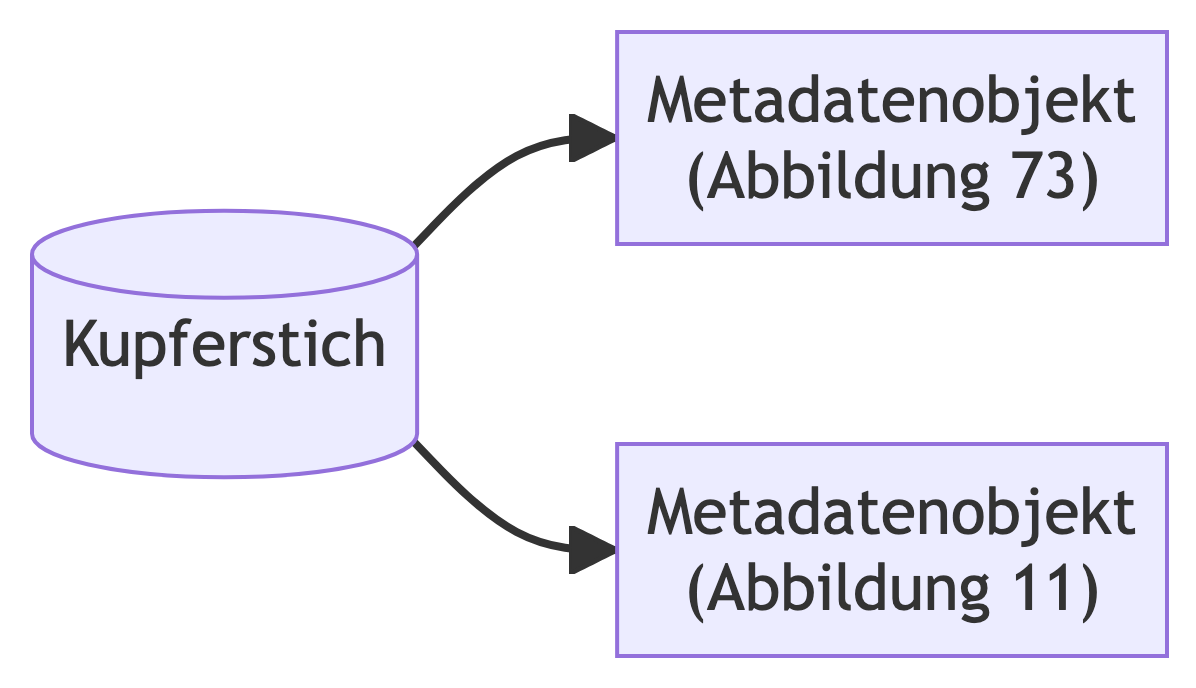 Kupferstich
Metadatenobjekt
(Abbildung 73)
Metadatenobjekt
(Abbildung 11)